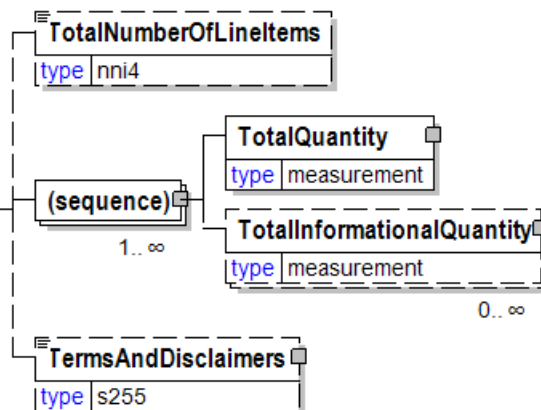 TotalNumberOfLineItems
type nni4
TotalQuantity
type measurement
(sequence)
1.. ∞
TotalInformationalQuantity
type measurement
0.. ∞
TermsAndDisclaimers
type s255